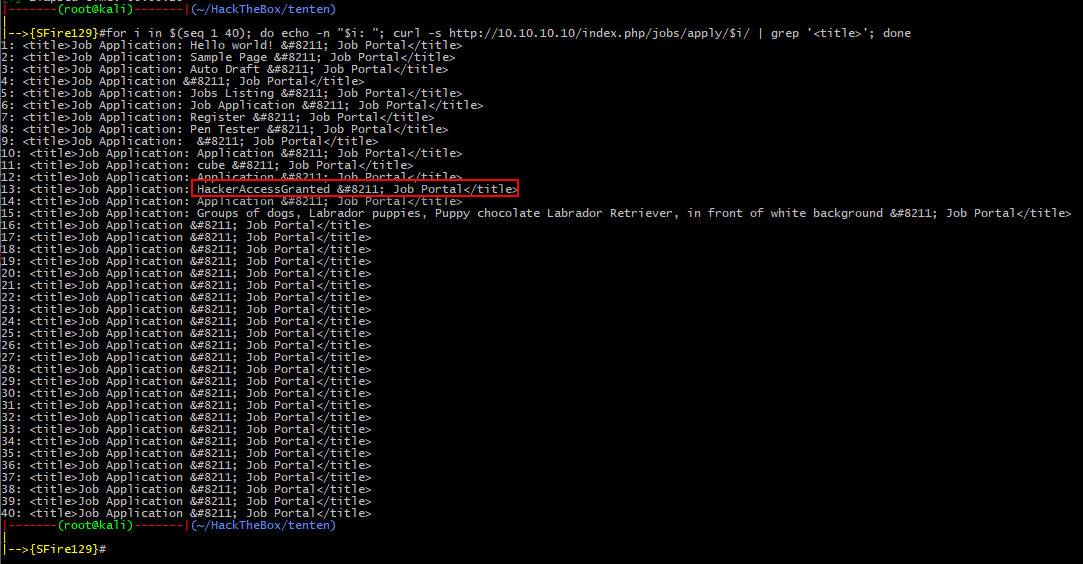 |-------(root@kali)-------|(~/HackTheBox/tenten)
|
|-->{SFire129}#for i in $(seq 1 40); do echo -n "$i: "; curl -s http://10.10.10.10/index.php/jobs/apply/$i/ | grep '<title>'; done
1: <title>Job Application: Hello world! &#8211; Job Portal</title>
2: <title>Job Application: Sample Page &#8211; Job Portal</title>
3: <title>Job Application: Auto Draft &#8211; Job Portal</title>
4: <title>Job Application &#8211; Job Portal</title>
5: <title>Job Application: Jobs Listing &#8211; Job Portal</title>
6: <title>Job Application: Job Application &#8211; Job Portal</title>
7: <title>Job Application: Register &#8211; Job Portal</title>
8: <title>Job Application: Pen Tester &#8211; Job Portal</title>
9: <title>Job Application:  &#8211; Job Portal</title>
10: <title>Job Application: Application &#8211; Job Portal</title>
11: <title>Job Application: cube &#8211; Job Portal</title>
12: <title>Job Application: Application &#8211; Job Portal</title>
13: <title>Job Application: HackerAccessGranted &#8211; Job Portal</title>
14: <title>Job Application: Application &#8211; Job Portal</title>
15: <title>Job Application: Groups of dogs, Labrador puppies, Puppy chocolate Labrador Retriever, in front of white background &#8211; Job Portal</title>
16: <title>Job Application &#8211; Job Portal</title>
17: <title>Job Application &#8211; Job Portal</title>
18: <title>Job Application &#8211; Job Portal</title>
19: <title>Job Application &#8211; Job Portal</title>
20: <title>Job Application &#8211; Job Portal</title>
21: <title>Job Application &#8211; Job Portal</title>
22: <title>Job Application &#8211; Job Portal</title>
23: <title>Job Application &#8211; Job Portal</title>
24: <title>Job Application &#8211; Job Portal</title>
25: <title>Job Application &#8211; Job Portal</title>
26: <title>Job Application &#8211; Job Portal</title>
27: <title>Job Application &#8211; Job Portal</title>
28: <title>Job Application &#8211; Job Portal</title>
29: <title>Job Application &#8211; Job Portal</title>
30: <title>Job Application &#8211; Job Portal</title>
31: <title>Job Application &#8211; Job Portal</title>
32: <title>Job Application &#8211; Job Portal</title>
33: <title>Job Application &#8211; Job Portal</title>
34: <title>Job Application &#8211; Job Portal</title>
35: <title>Job Application &#8211; Job Portal</title>
36: <title>Job Application &#8211; Job Portal</title>
37: <title>Job Application &#8211; Job Portal</title>
38: <title>Job Application &#8211; Job Portal</title>
39: <title>Job Application &#8211; Job Portal</title>
40: <title>Job Application &#8211; Job Portal</title>
|-------(root@kali)-------|(~/HackTheBox/tenten)
|
|-->{SFire129}#